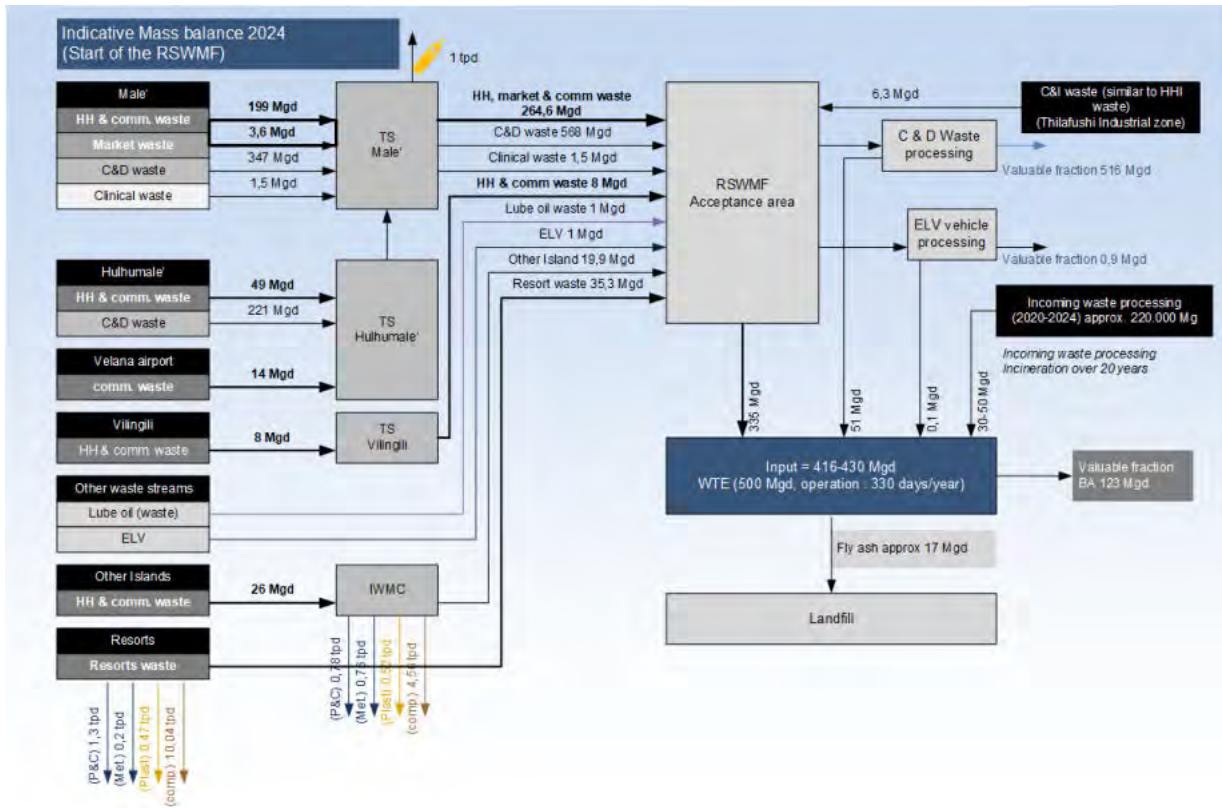 Indicative Mass balance 2024
(Start of the RSWMF)
1 tpd
Male'
HH & comm. waste
Market waste
C&D waste
Clinical waste
199 Mgd
3,6 Mgd
347 Mgd
1,5 Mgd
TS
Male'
HH, market & comm waste
264,6 Mgd
C&D waste 568 Mgd
Clinical waste 1,5 Mgd
HH & comm waste 8 Mgd
Lube oil waste 1 Mgd
ELV 1 Mgd
Other Island 19,9 Mgd
Resort waste 35,3 Mgd
RSWMF
Acceptance area
6,3 Mgd
C&I waste (similar to HHI
waste)
(Thilafushi Industrial zone)
C & D Waste
processing
Valuable fraction 516 Mgd
ELV vehicle
processing
Valuable fraction 0,9 Mgd
Incoming waste processing
(2020-2024) approx. 220.000 Mg
Incoming waste processing
Incineration over 20 years
Hulhumale'
HH & comm. waste
C&D waste
49 Mgd
221 Mgd
TS
Hulhumale'
Velana airport
comm. waste
14 Mgd
Vilingili
HH & comm. waste
8 Mgd
TS
Vilingili
335 Mgd
51 Mgd
0,1 Mgd
30-50 Mgd
Input = 416-430 Mgd
WTE (500 Mgd, operation : 330 days/year)
Valuable fraction
BA 123 Mgd
Other waste streams
Lube oil (waste)
ELV
Fly ash approx 17 Mgd
Landfill
Other Islands
HH & comm. waste
26 Mgd
IWMC
(P&C) 0,78 tpd
(Met.) 0,76 tpd
(Plast) 0,52 tpd
(comp.) 4,56 tpd
Resorts
Resorts waste
(P&C) 1,3 tpd
(Met.) 0,2 tpd
(Plast) 0,47 tpd
(comp.) 10,04 tpd